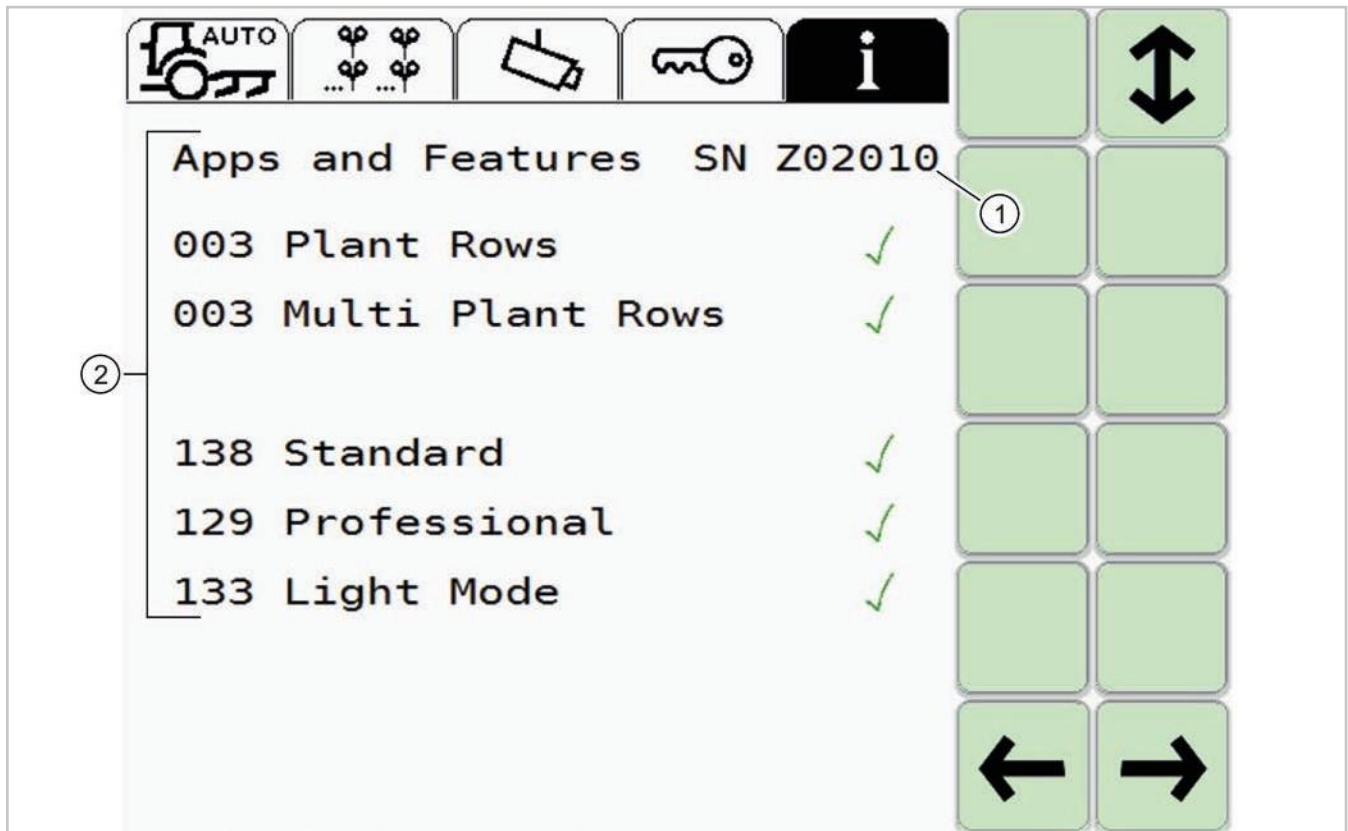 AUTO
... ...
i
Apps and Features SN Z02010
1
003 Plant Rows
003 Multi Plant Rows
2
138 Standard
129 Professional
133 Light Mode